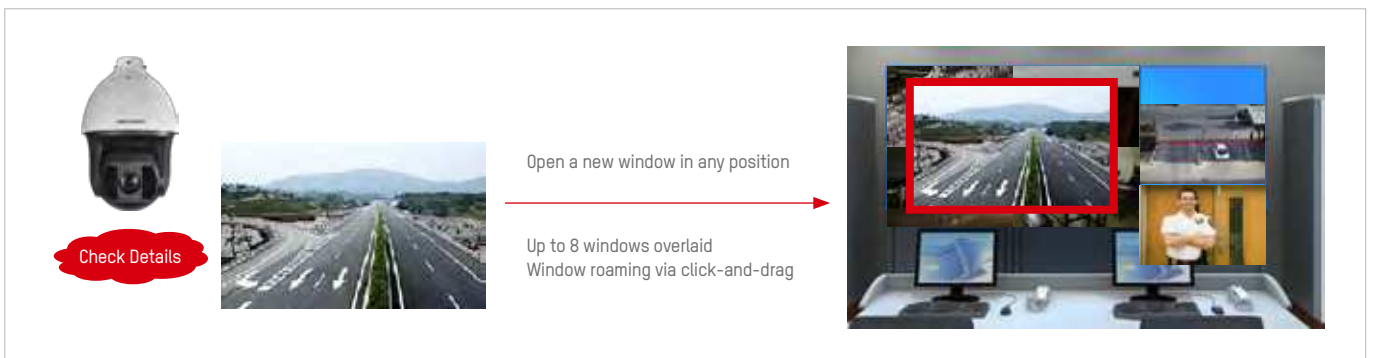 Check Details
Open a new window in any position
Up to 8 windows overlaid
Window roaming via click-and-drag